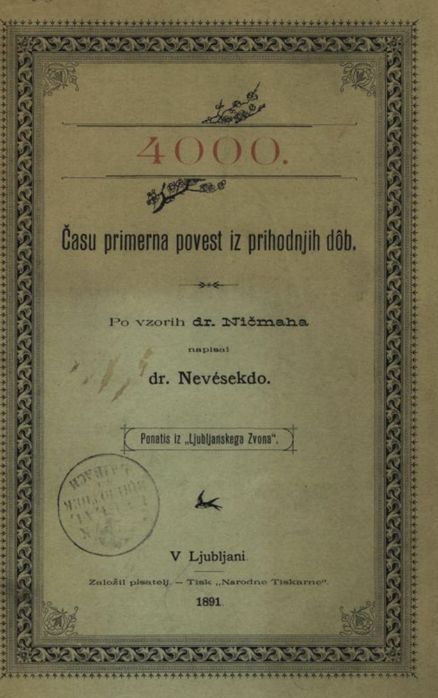 4000.
Času primerna povest iz prihodnjih dôb.
Po vzorih dr. Ničmaha
napisal
dr. Nevésekdo.
Ponatis iz „Ljubljanskega Zvona“.
V Ljubljani.
Založil pisatelj. — Tisk „Narodne Tiskarne“.
1891
LAIBACH